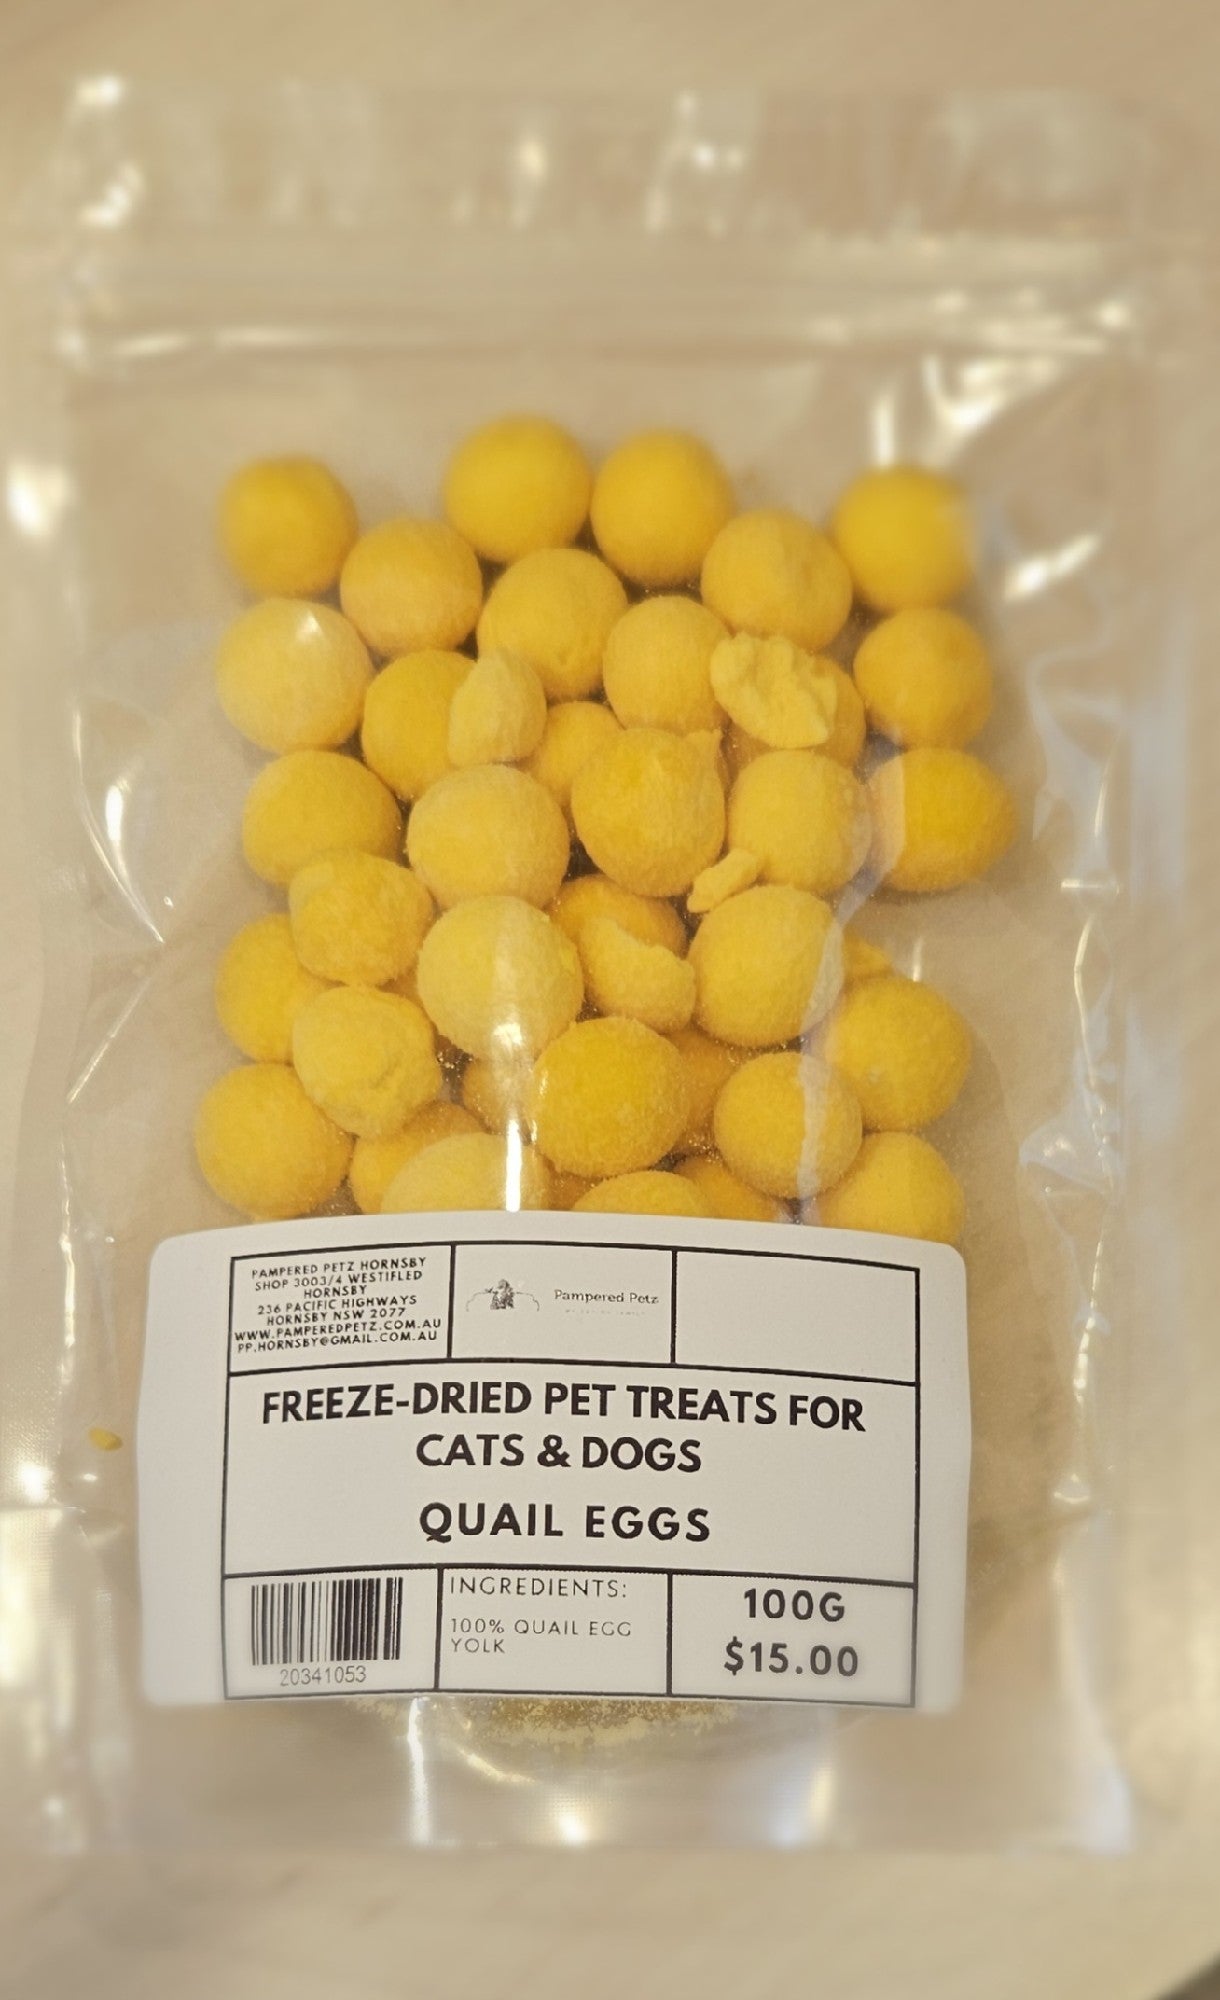 PAMPERED PETZ HORNSBY
SHOP 3003/4 WESTIFLED
HORNSBY
236 PACIFIC HIGHWAYS
HORNSBY NSW 2077
WWW.PAMPEREDPETZ.COM.AU
PP.HORNSBY@GMAIL.COM.AU
Pampered Petz
FREEZE-DRIED PET TREATS FOR
CATS & DOGS
QUAIL EGGS
20341053
INGREDIENTS:
100% QUAIL EGG
YOLK
100G
$15.00